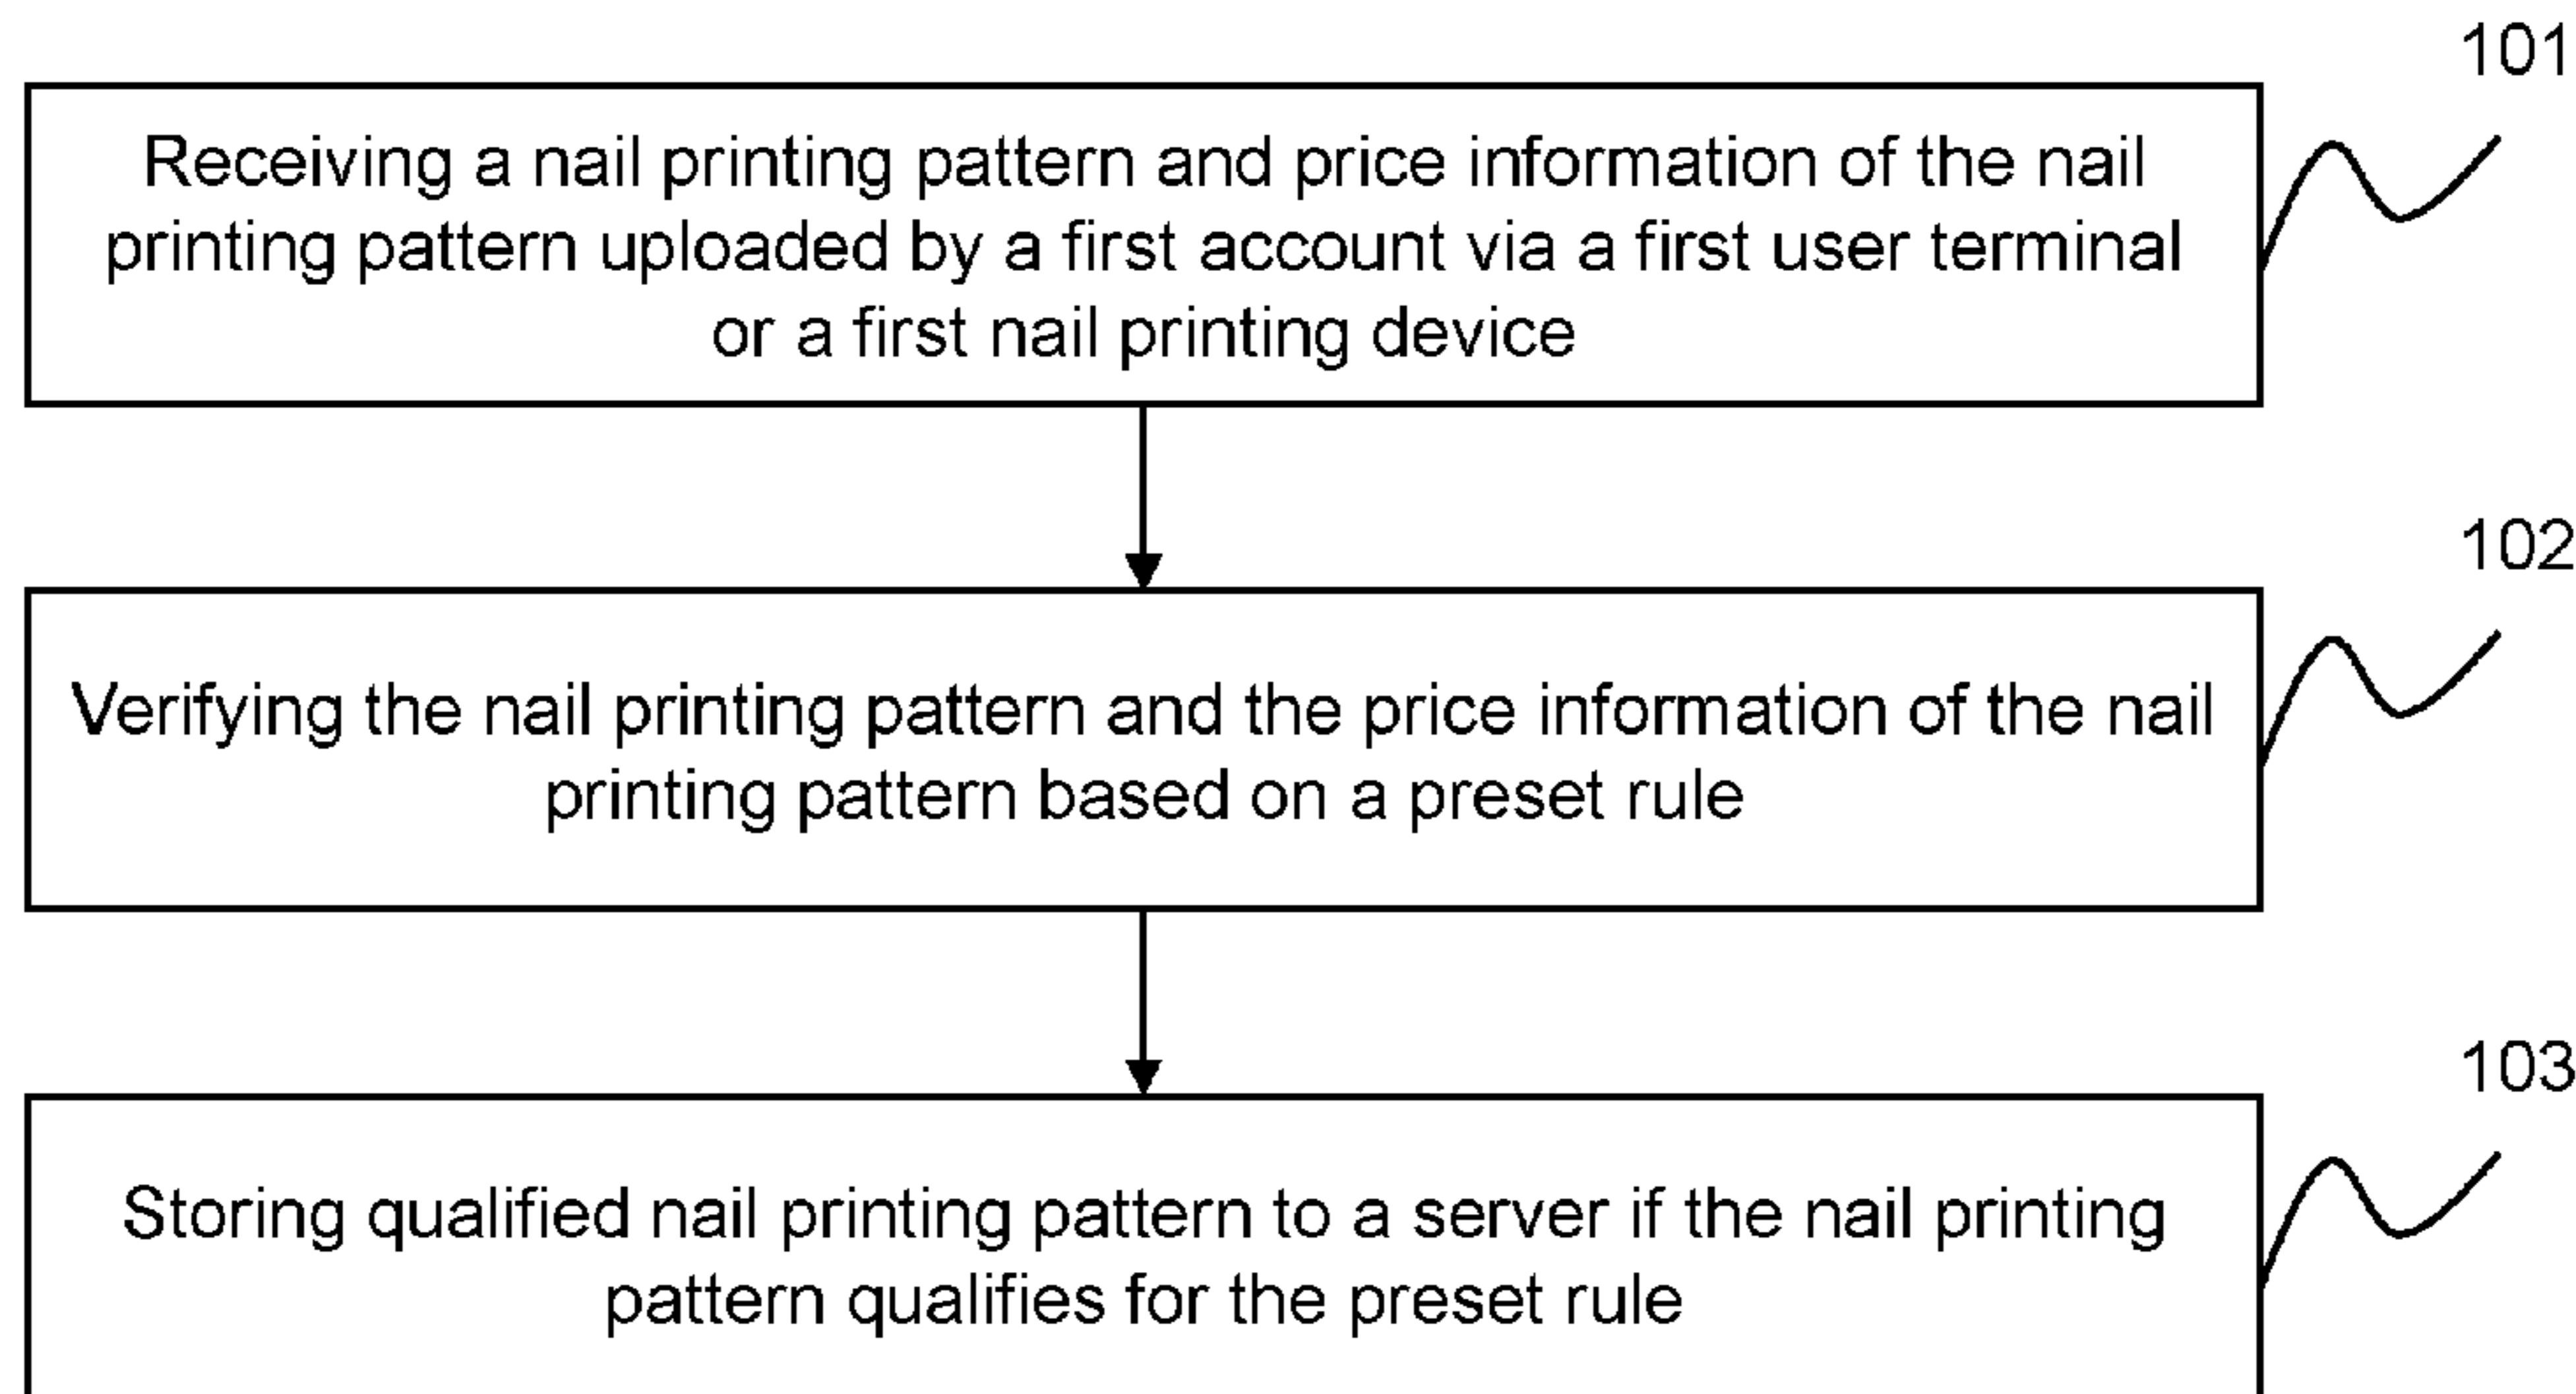 101
Receiving a nail printing pattern and price information of the nail
printing pattern uploaded by a first account via a first user terminal
or a first nail printing device
102
Verifying the nail printing pattern and the price information of the nail
printing pattern based on a preset rule
103
Storing qualified nail printing pattern to a server if the nail printing
pattern qualifies for the preset rule